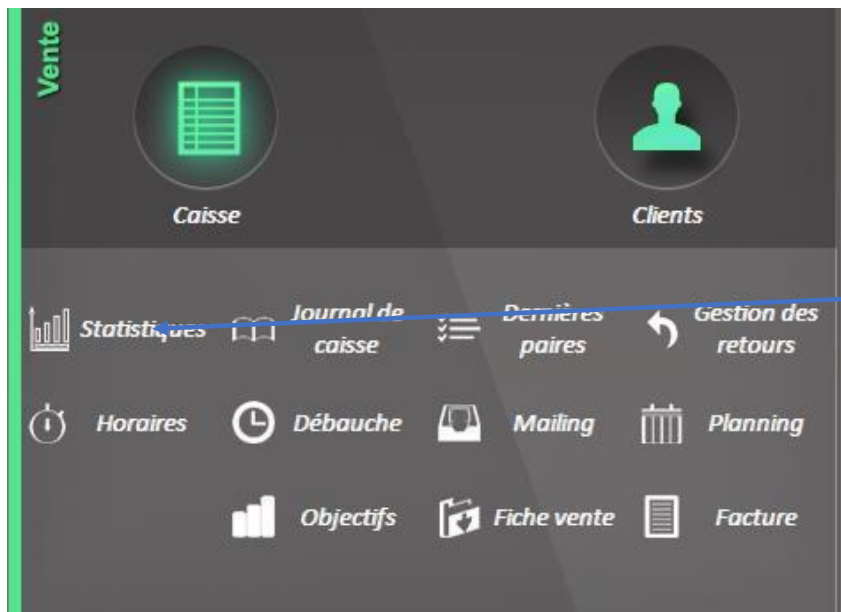 Vente
Caisse
Clients
Statistiques
Journal de
caisse
Dernières
paires
Gestion des
retours
Horaires
Débauche
Mailing
Planning
Objectifs
Fiche vente
Facture